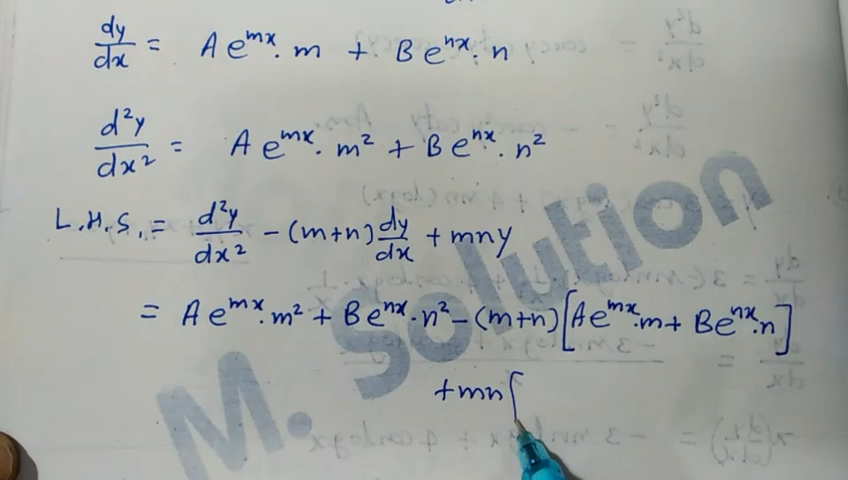 dy/dx = Ae^mx · m + Be^nx · n
d²y/dx² = Ae^mx · m² + Be^nx · n²
L.H.S. = d²y/dx² - (m+n) dy/dx + mny
= Ae^mx · m² + Be^nx · n² - (m+n) [Ae^mx · m + Be^nx · n]
+ mn [
M. Solution